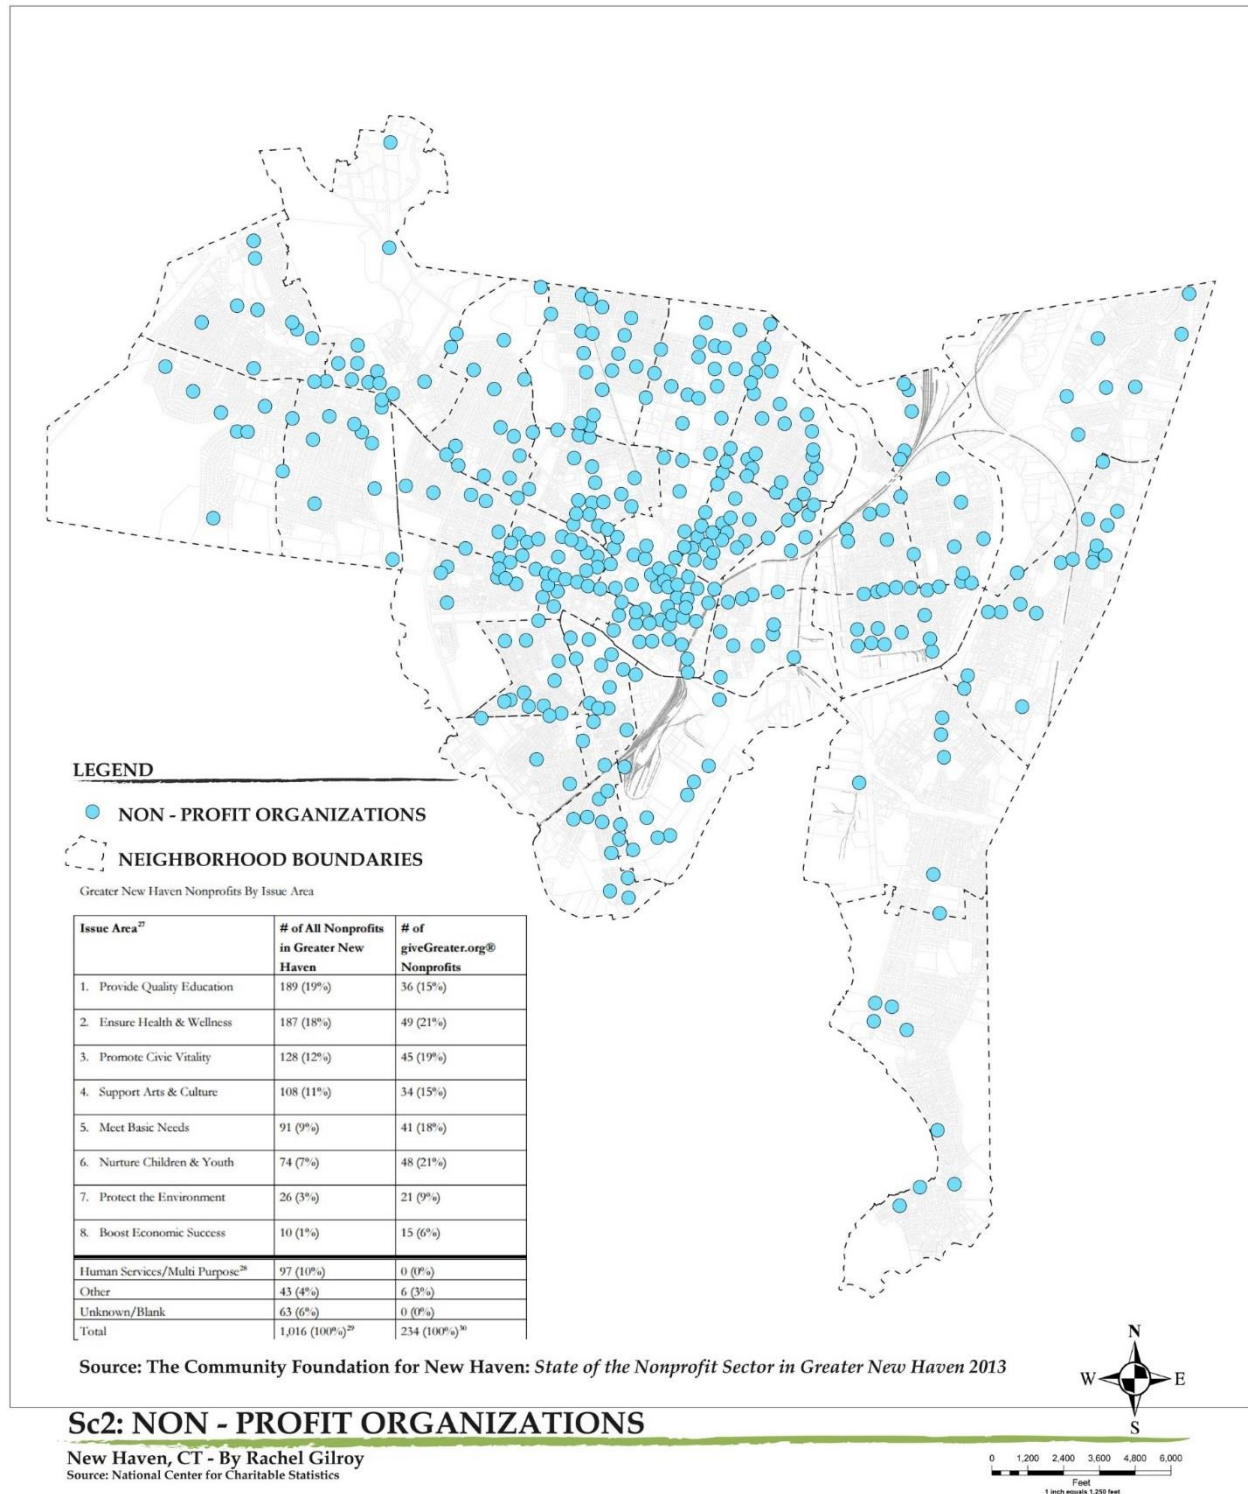 LEGEND
NON - PROFIT ORGANIZATIONS
NEIGHBORHOOD BOUNDARIES
Greater New Haven Nonprofits By Issue Area
Issue Area²⁷ # of All Nonprofits in Greater New Haven # of giveGreater.org® Nonprofits
1. Provide Quality Education 189 (19%) 36 (15%)
2. Ensure Health & Wellness 187 (18%) 49 (21%)
3. Promote Civic Vitality 128 (12%) 45 (19%)
4. Support Arts & Culture 108 (11%) 34 (15%)
5. Meet Basic Needs 91 (9%) 41 (18%)
6. Nurture Children & Youth 74 (7%) 48 (21%)
7. Protect the Environment 26 (3%) 21 (9%)
8. Boost Economic Success 10 (1%) 15 (6%)
Human Services/Multi Purpose²⁸ 97 (10%) 0 (0%)
Other 43 (4%) 6 (3%)
Unknown/Blank 63 (6%) 0 (0%)
Total 1,016 (100%)²⁹ 234 (100%)³⁰
Source: The Community Foundation for New Haven: State of the Nonprofit Sector in Greater New Haven 2013
N
W E
S
Sc2: NON - PROFIT ORGANIZATIONS
New Haven, CT - By Rachel Gilroy
Source: National Center for Charitable Statistics
0 1,200 2,400 3,600 4,800 6,000
Feet
1 inch equals 1,250 feet